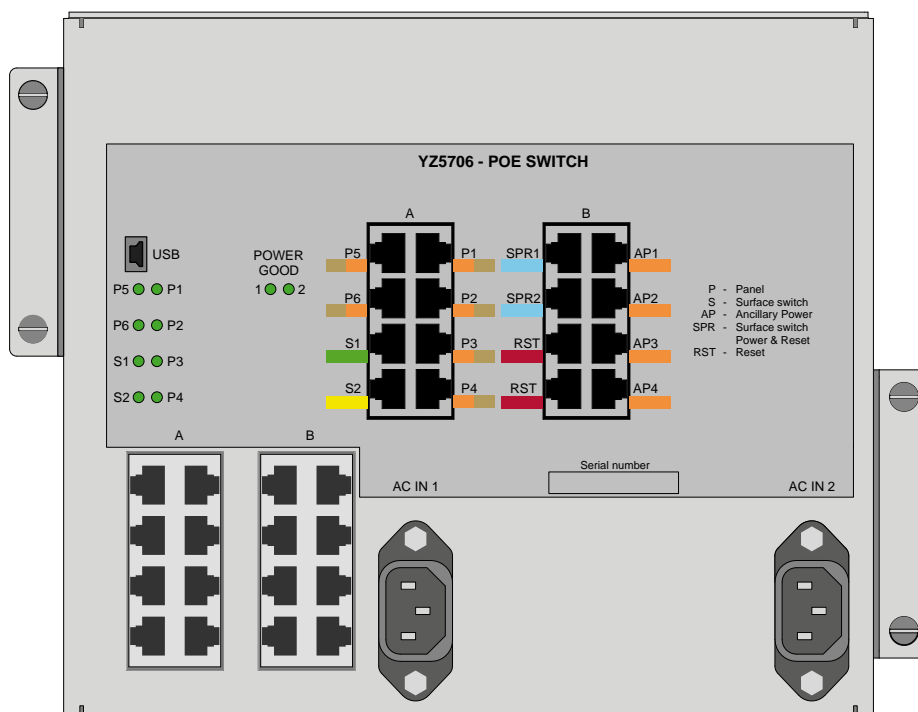 YZ5706 - POE SWITCH
A B
USB
POWER
GOOD
1 2
P5 P1
P6 P2
S1 P3
S2 P4
P5 P1 SPR1 AP1
P6 P2 SPR2 AP2
S1 P3 RST AP3
S2 P4 RST AP4
P - Panel
S - Surface switch
AP - Ancillary Power
SPR - Surface switch
Power & Reset
RST - Reset
A B
Serial number
AC IN 1 AC IN 2